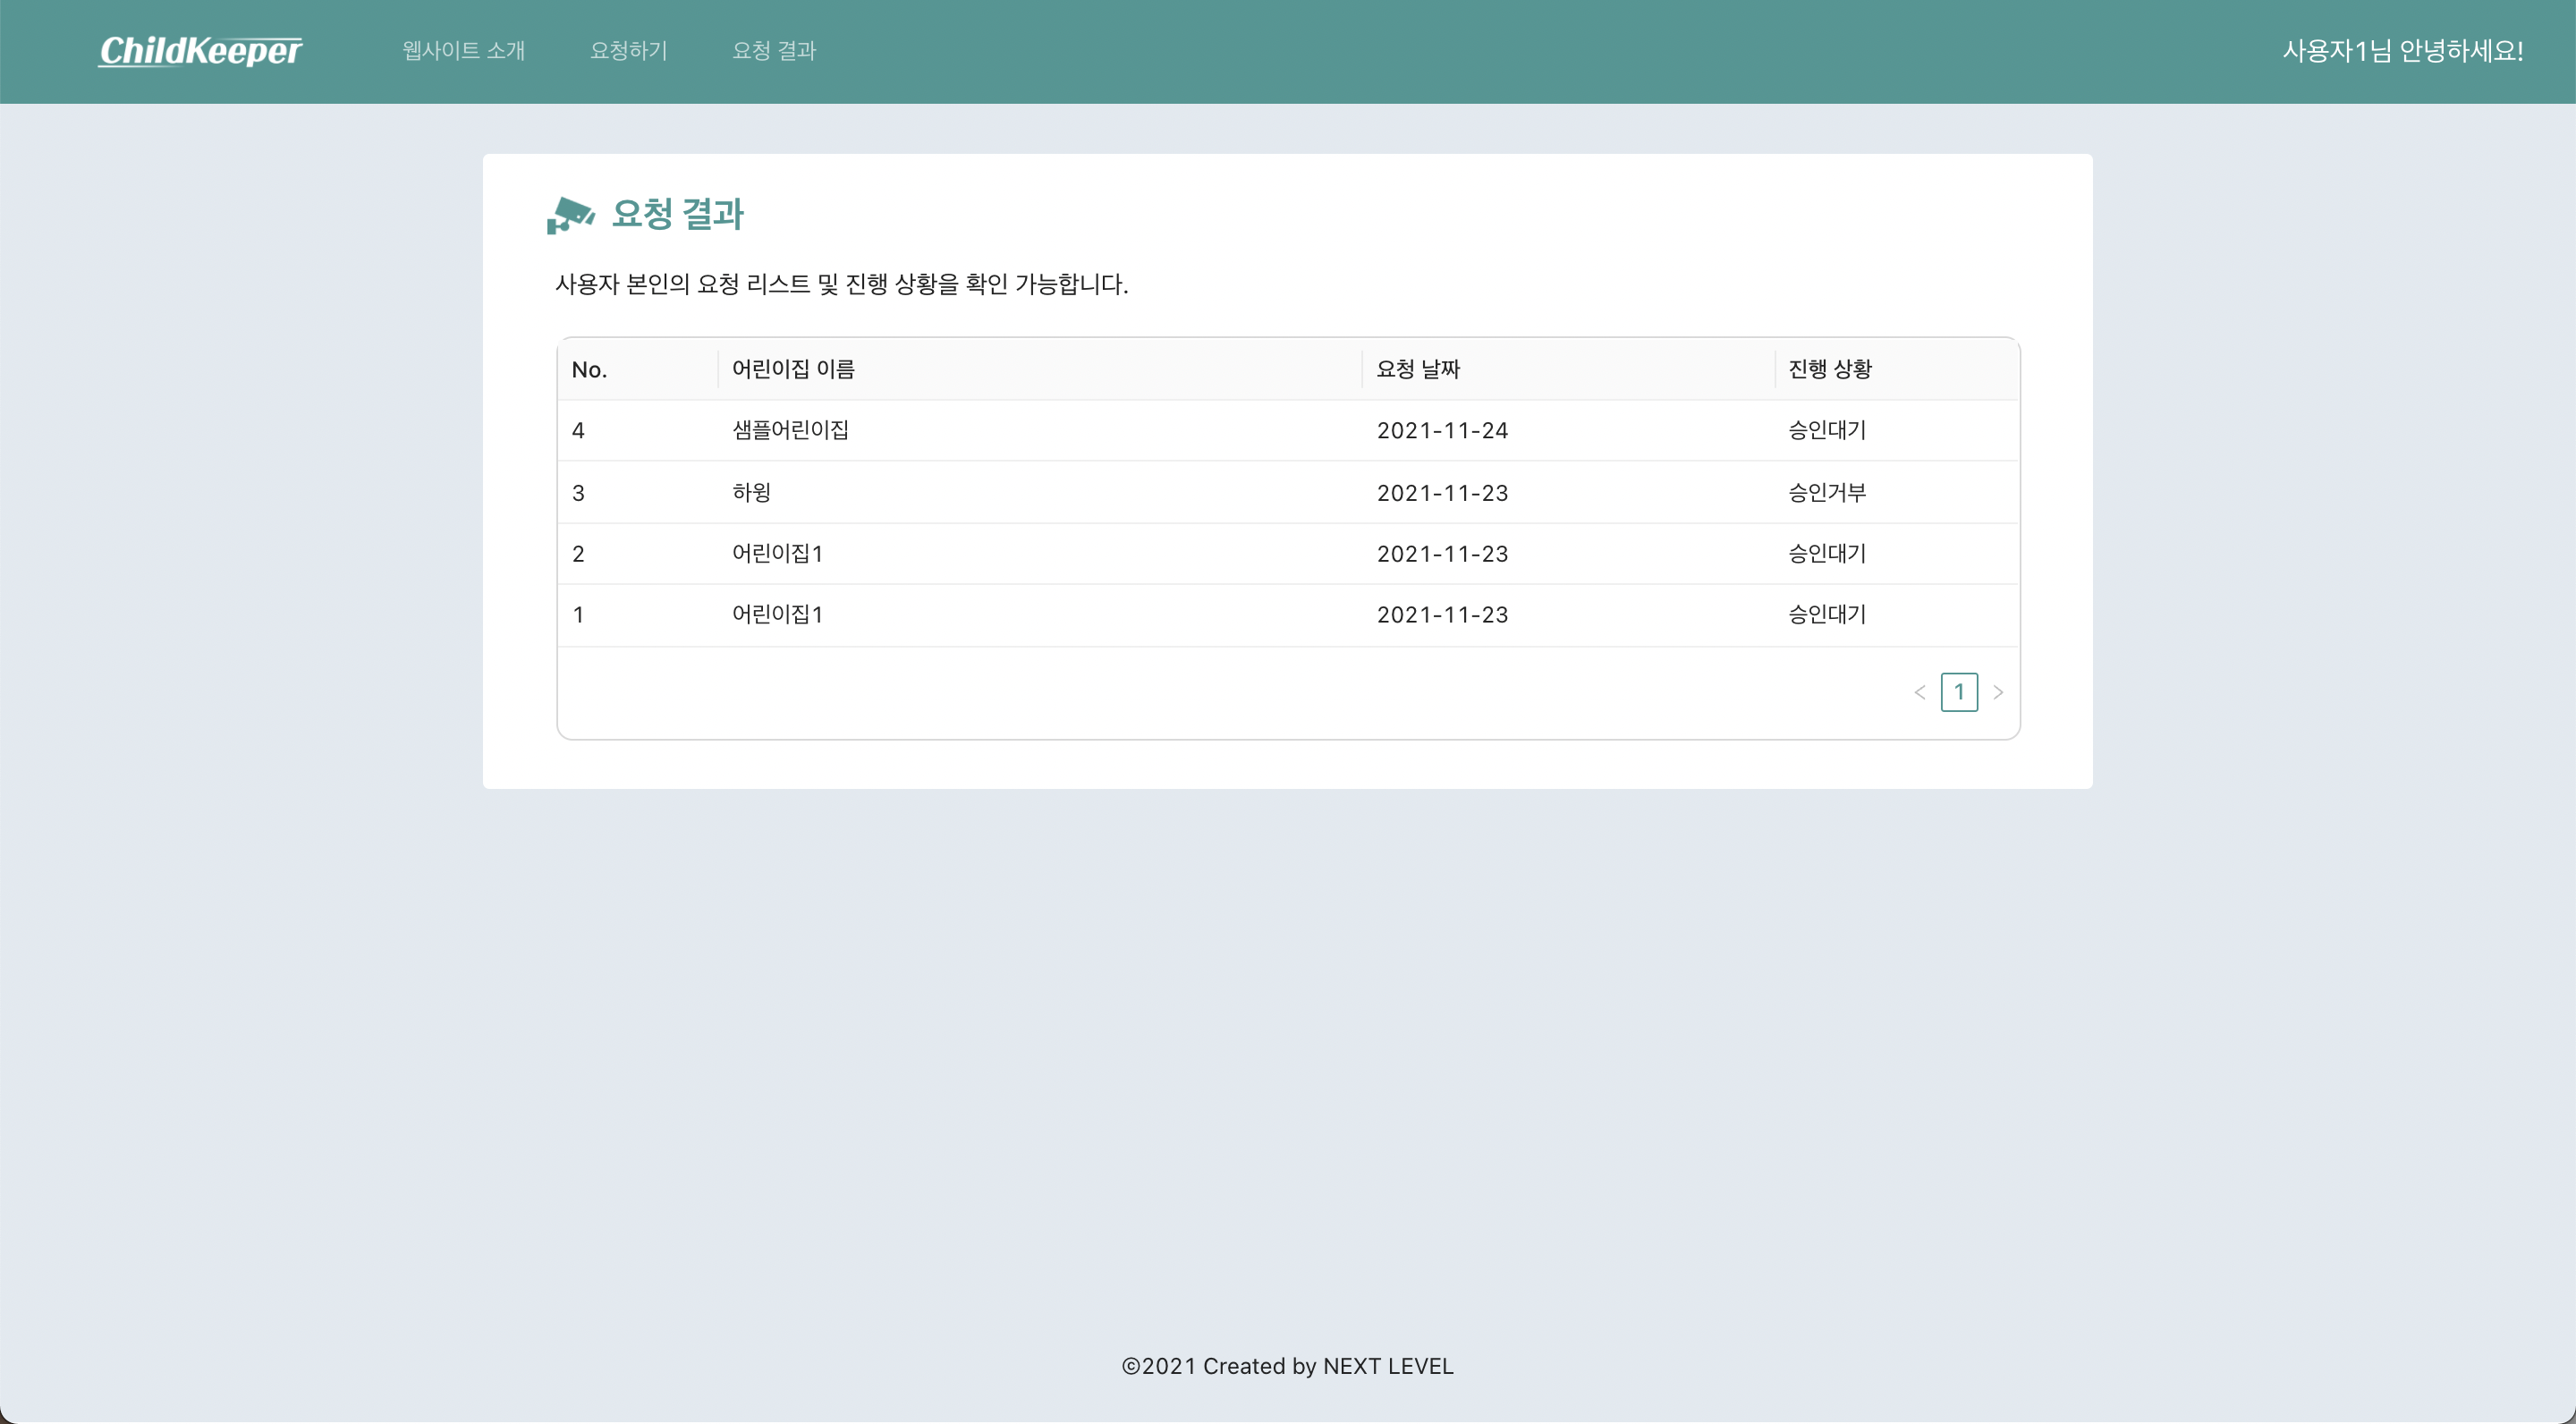 ChildKeeper 웹사이트 소개 요청하기 요청 결과 사용자1님 안녕하세요!
요청 결과
사용자 본인의 요청 리스트 및 진행 상황을 확인 가능합니다.
No. 어린이집 이름 요청 날짜 진행 상황
4 샘플어린이집 2021-11-24 승인대기
3 하윙 2021-11-23 승인거부
2 어린이집1 2021-11-23 승인대기
1 어린이집1 2021-11-23 승인대기
< 1 >
©2021 Created by NEXT LEVEL